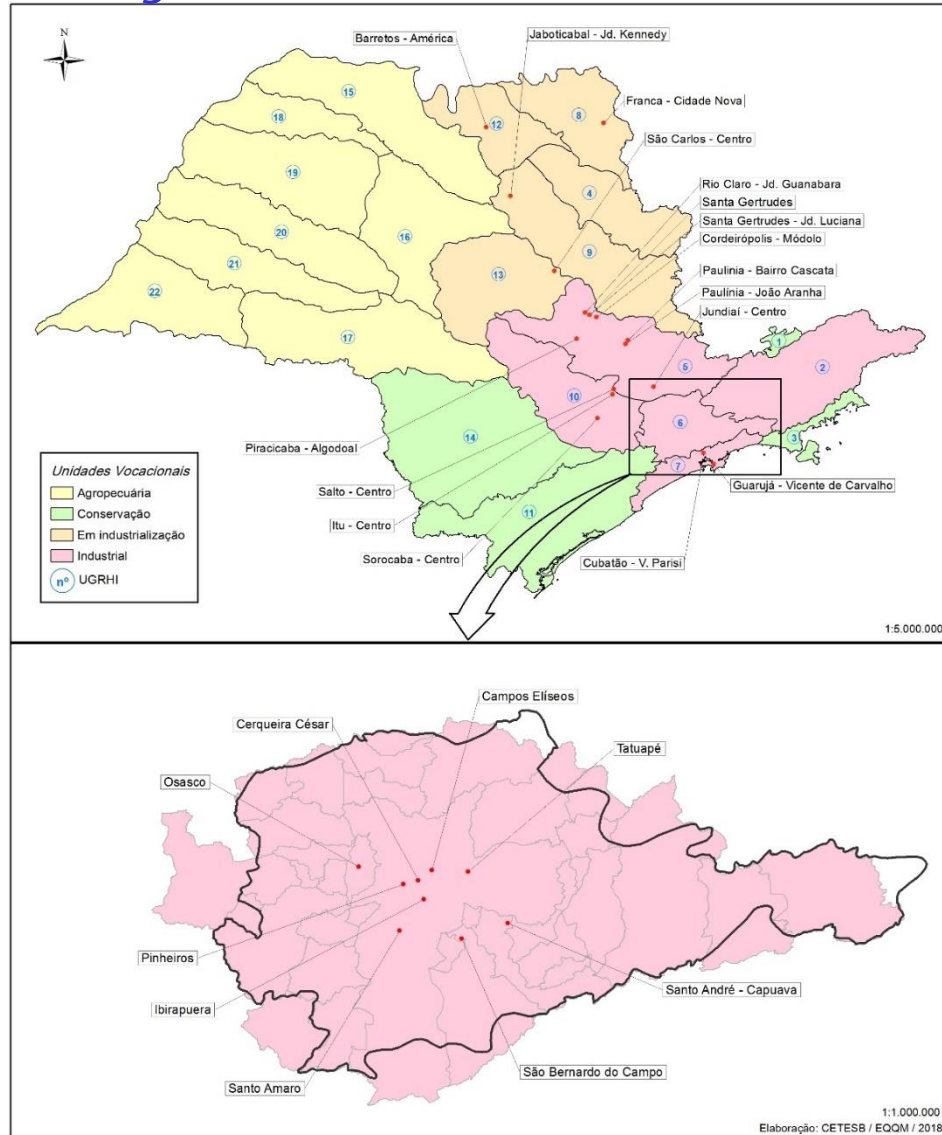 N
Barretos - América
Jaboticabal - Jd. Kennedy
Franca - Cidade Nova
São Carlos - Centro
Rio Claro - Jd. Guanabara
Santa Gertrudes
Santa Gertrudes - Jd. Luciana
Cordeirópolis - Módolo
Paulinia - Bairro Cascata
Paulínia - João Aranha
Jundiaí - Centro
15
18
12
8
19
4
20
16
9
21
13
22
17
1
5
2
10
6
14
3
7
11
Piracicaba - Algodoal
Salto - Centro
Itu - Centro
Sorocaba - Centro
Guarujá - Vicente de Carvalho
Cubatão - V. Parisi
Unidades Vocacionais
Agropecuária
Conservação
Em industrialização
Industrial
nº UGRHI
1:5.000.000
Campos Elíseos
Cerqueira César
Tatuapé
Osasco
Pinheiros
Ibirapuera
Santo André - Capuava
São Bernardo do Campo
Santo Amaro
1:1.000.000
Elaboração: CETESB / EQQM / 2018